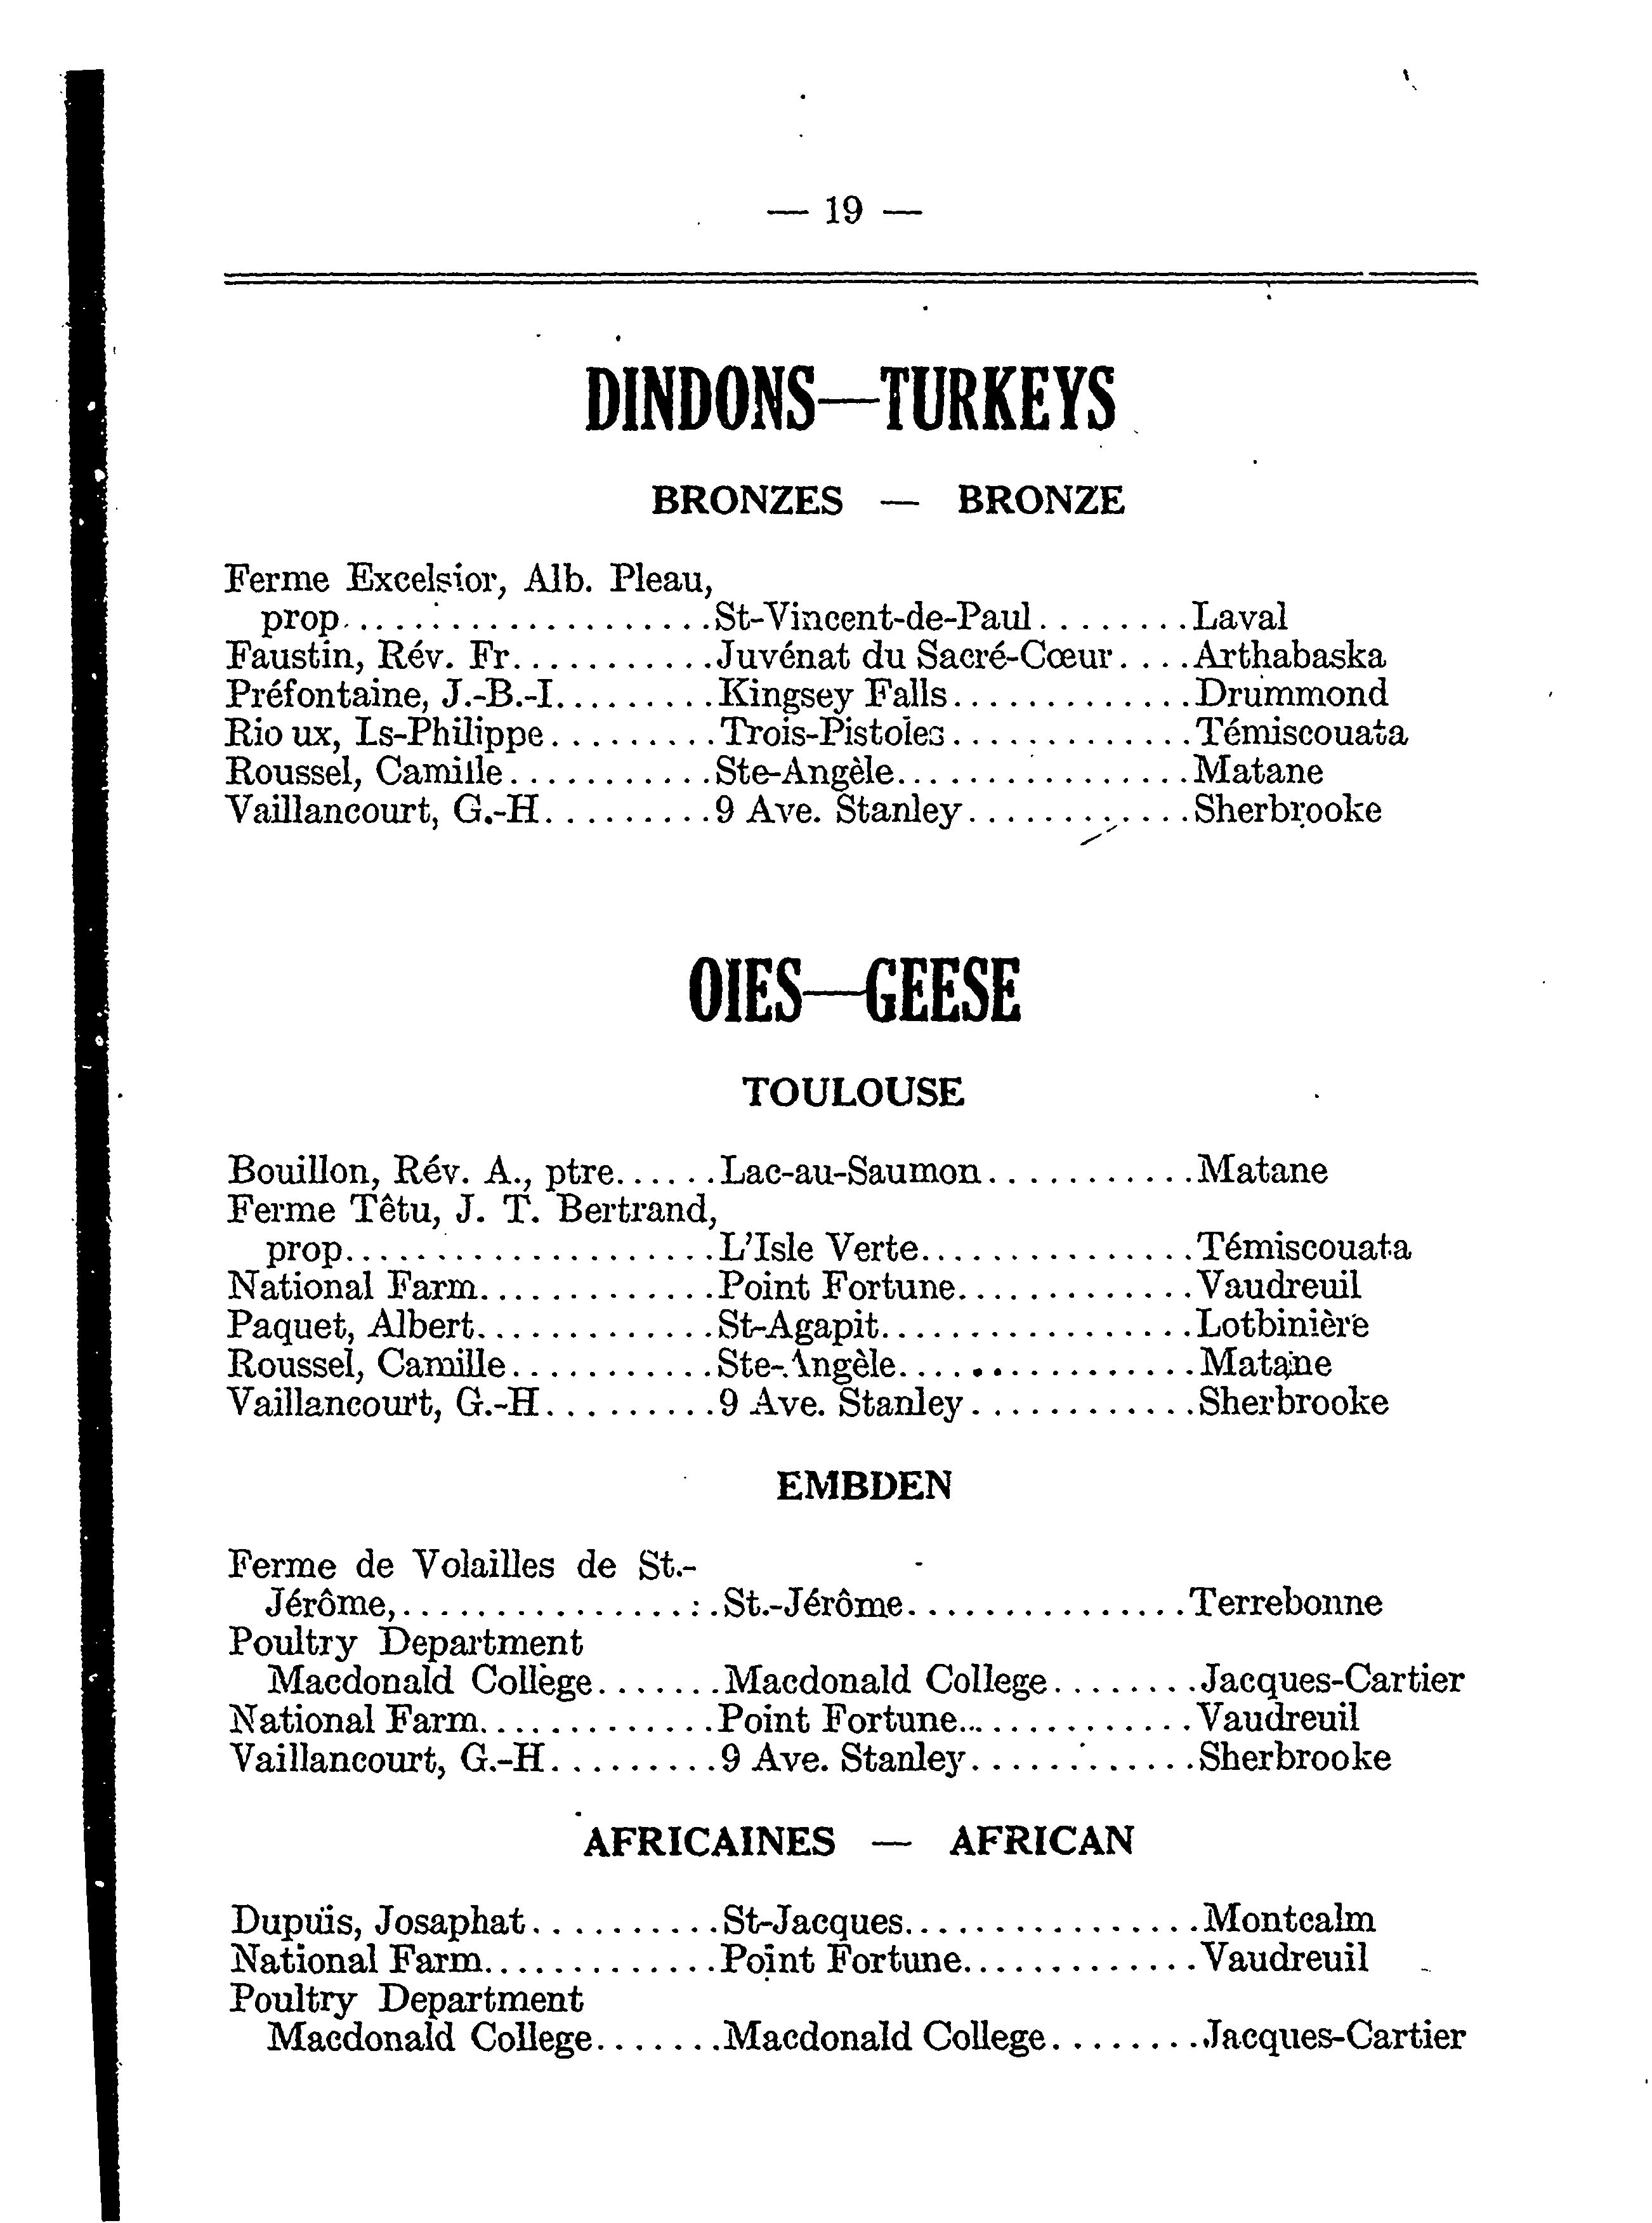 — 19 —
DINDONS—TURKEYS
BRONZES — BRONZE
Ferme Excelsior, Alb. Pleau,
prop....................St-Vincent-de-Paul........Laval
Faustin, Rév. Fr...........Juvénat du Sacré-Cœur....Arthabaska
Préfontaine, J.-B.-I.........Kingsey Falls.............Drummond
Rio ux, Ls-Philippe.........Trois-Pistoles.............Témiscouata
Roussel, Camille...........Ste-Angèle................Matane
Vaillancourt, G.-H.........9 Ave. Stanley............Sherbrooke
OIES—GEESE
TOULOUSE
Bouillon, Rév. A., ptre......Lac-au-Saumon...........Matane
Ferme Têtu, J. T. Bertrand,
prop....................L'Isle Verte...............Témiscouata
National Farm.............Point Fortune.............Vaudreuil
Paquet, Albert.............St-Agapit.................Lotbinière
Roussel, Camille...........Ste-Angèle................Matane
Vaillancourt, G.-H.........9 Ave. Stanley............Sherbrooke
EMBDEN
Ferme de Volailles de St.-
Jérôme,................:.St.-Jérôme...............Terrebonne
Poultry Department
Macdonald College.......Macdonald College........Jacques-Cartier
National Farm.............Point Fortune.............Vaudreuil
Vaillancourt, G.-H.........9 Ave. Stanley............Sherbrooke
AFRICAINES — AFRICAN
Dupuis, Josaphat..........St-Jacques................Montcalm
National Farm.............Point Fortune.............Vaudreuil
Poultry Department
Macdonald College.......Macdonald College........Jacques-Cartier